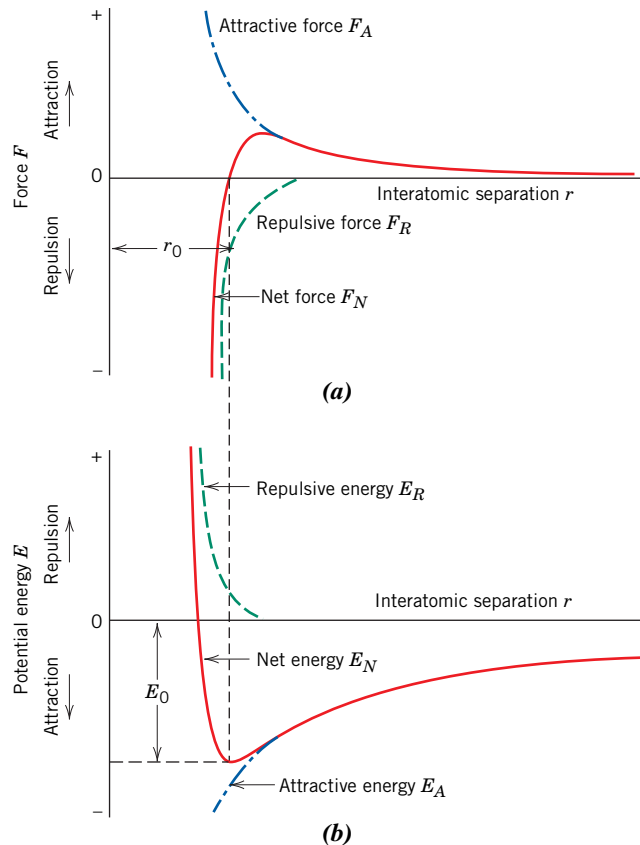 +
Attractive force F_A
Attraction
Force F
0
Interatomic separation r
Repulsion
Repulsive force F_R
r_0
Net force F_N
–
(a)
+
Repulsive energy E_R
Repulsion
Potential energy E
Interatomic separation r
0
Net energy E_N
E_0
Attraction
Attractive energy E_A
–
(b)